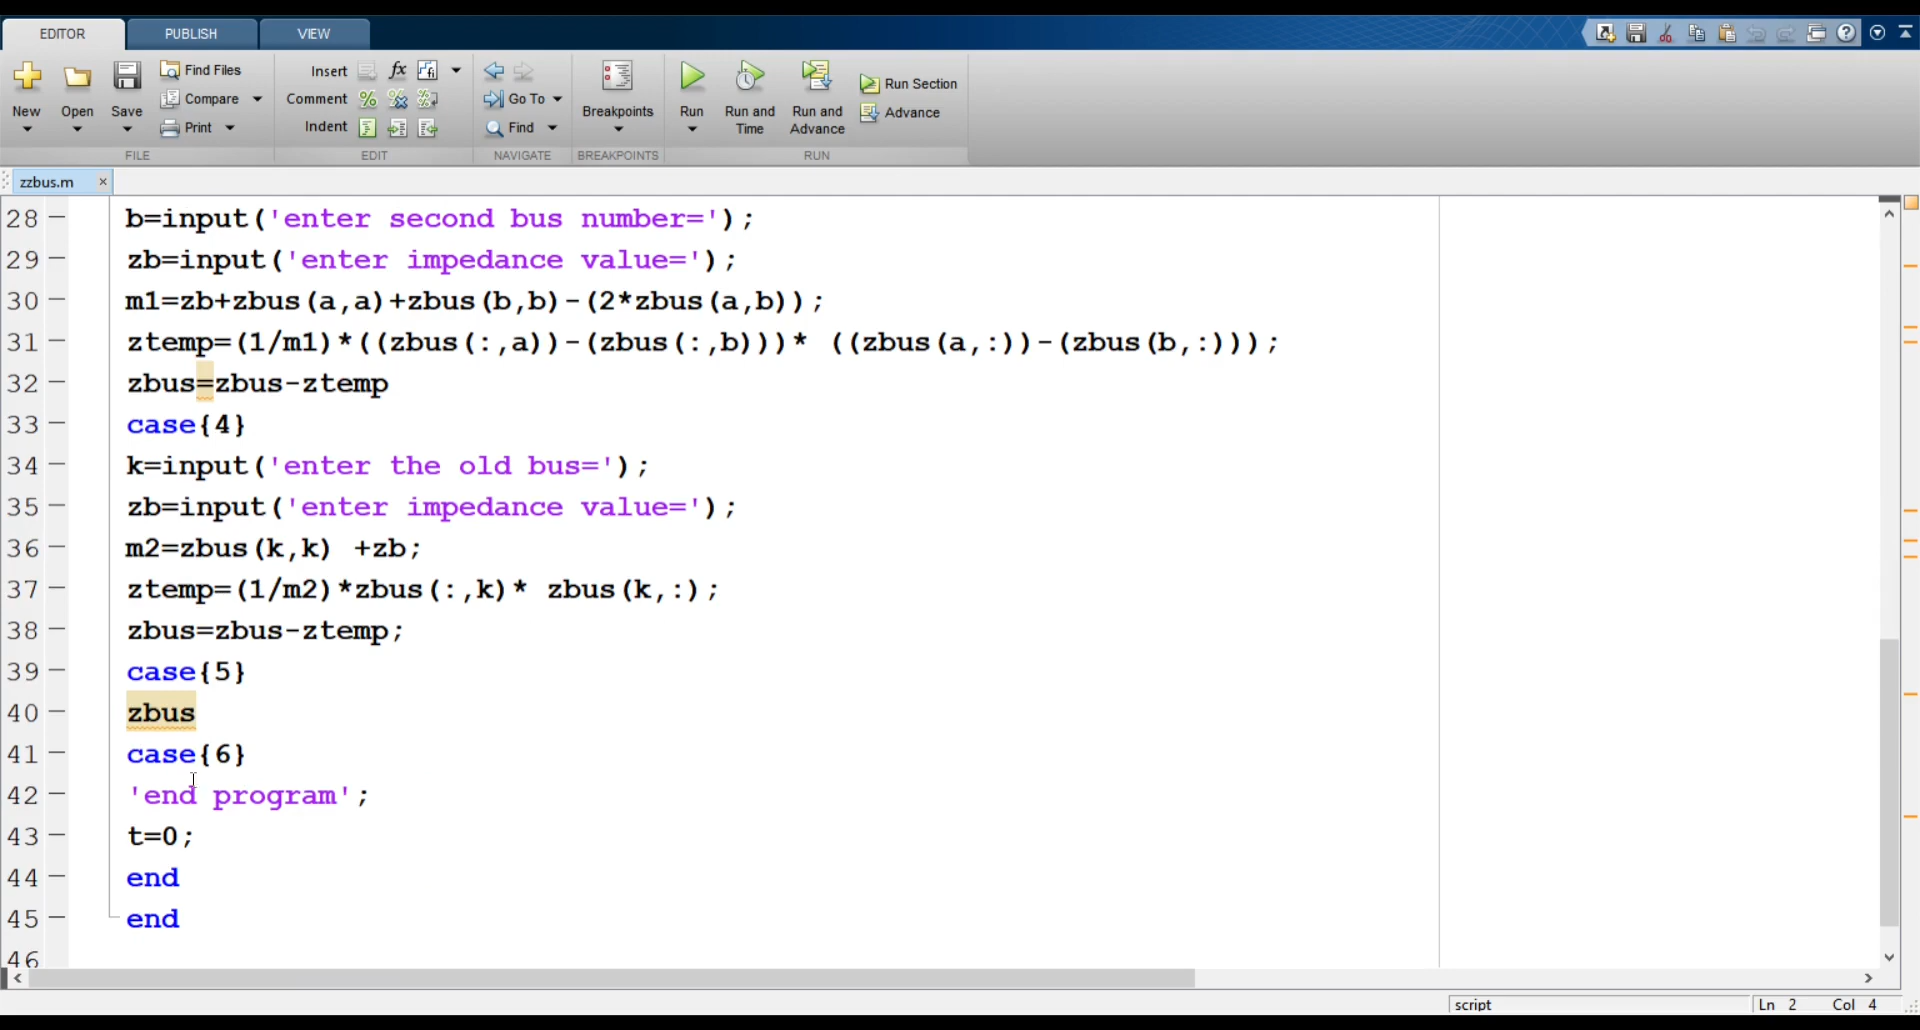 EDITOR PUBLISH VIEW
New Open Save Find Files Compare Print
FILE
Insert fx
Comment
Indent
EDIT
Go To
Find
NAVIGATE
Breakpoints
BREAKPOINTS
Run Run and Time Run and Advance Run Section Advance
RUN
zzbus.m
28 b=input('enter second bus number=');
29 zb=input('enter impedance value=');
30 m1=zb+zbus(a,a)+zbus(b,b)-(2*zbus(a,b));
31 ztemp=(1/m1)*((zbus(:,a))-(zbus(:,b)))* ((zbus(a,:))-(zbus(b,:)));
32 zbus=zbus-ztemp
33 case{4}
34 k=input('enter the old bus=');
35 zb=input('enter impedance value=');
36 m2=zbus(k,k) +zb;
37 ztemp=(1/m2)*zbus(:,k)* zbus(k,:);
38 zbus=zbus-ztemp;
39 case{5}
40 zbus
41 case{6}
42 'end program';
43 t=0;
44 end
45 end
46
script Ln 2 Col 4